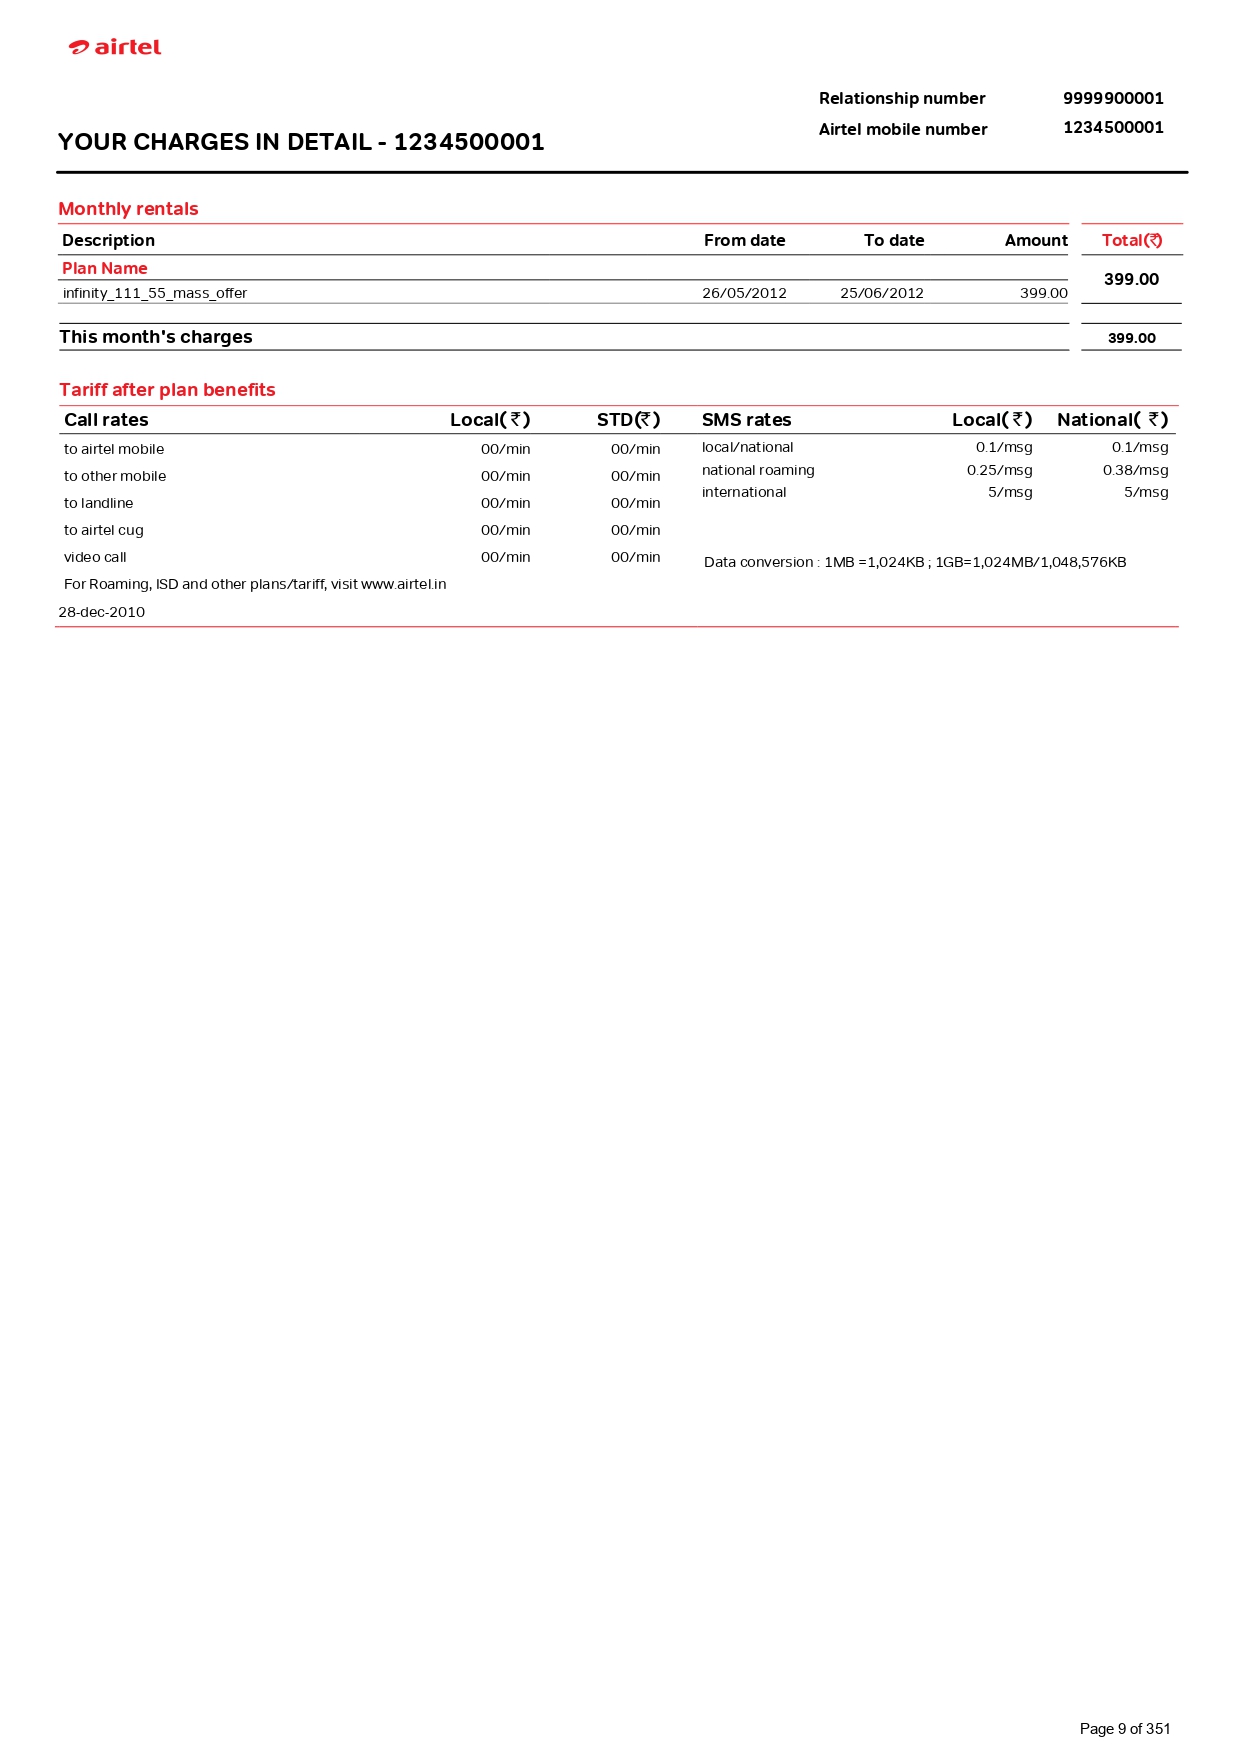 airtel
Relationship number 9999900001
Airtel mobile number 1234500001
YOUR CHARGES IN DETAIL - 1234500001
Monthly rentals
Description From date To date Amount Total(₹)
Plan Name
399.00
infinity_111_55_mass_offer 26/05/2012 25/06/2012 399.00
This month's charges 399.00
Tariff after plan benefits
Call rates Local(₹) STD(₹) SMS rates Local(₹) National( ₹)
to airtel mobile 00/min 00/min local/national 0.1/msg 0.1/msg
to other mobile 00/min 00/min national roaming 0.25/msg 0.38/msg
to landline 00/min 00/min international 5/msg 5/msg
to airtel cug 00/min 00/min
video call 00/min 00/min Data conversion : 1MB =1,024KB ; 1GB=1,024MB/1,048,576KB
For Roaming, ISD and other plans/tariff, visit www.airtel.in
28-dec-2010
Page 9 of 351